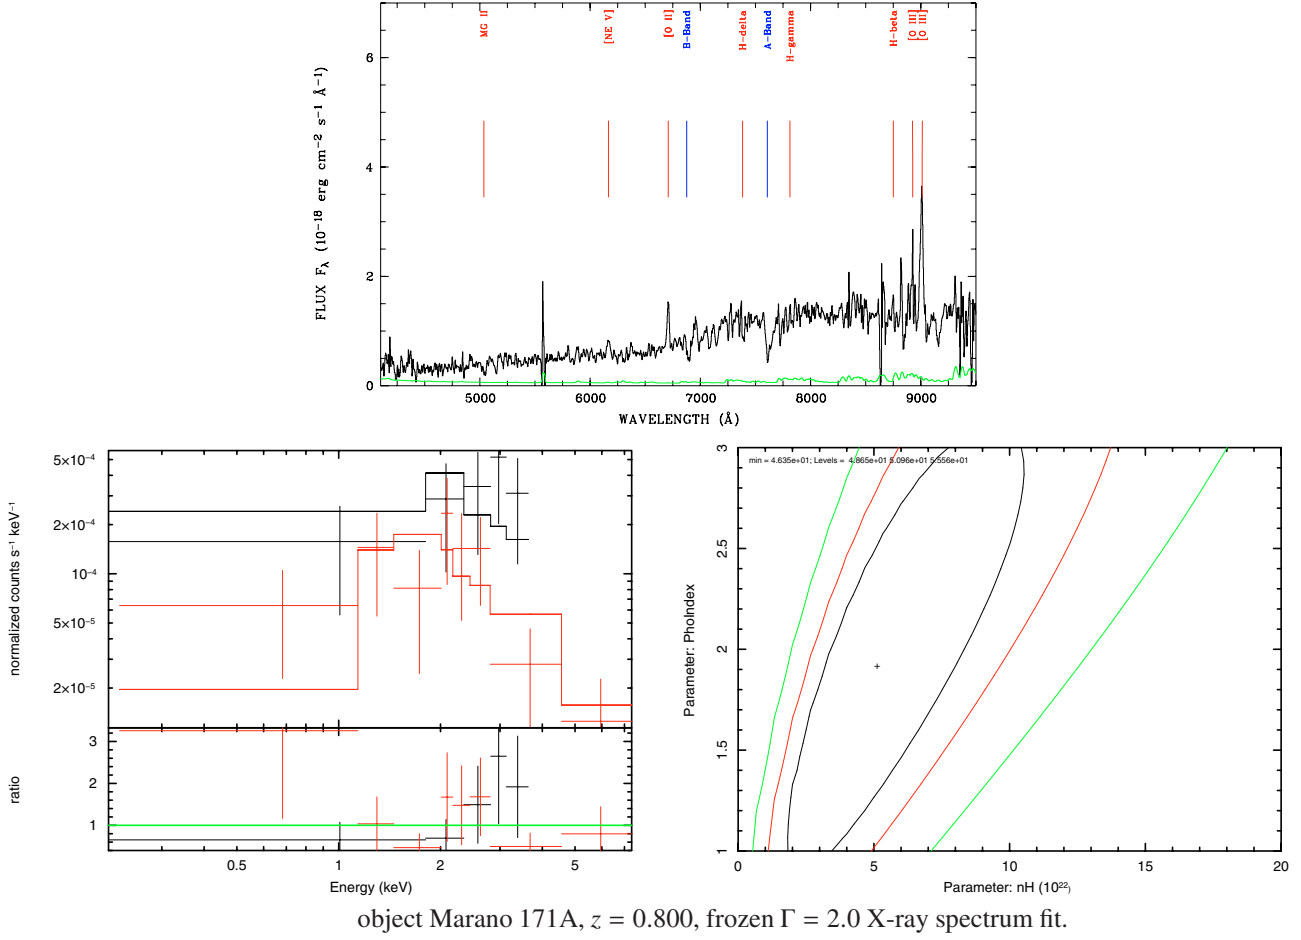 MG II
[NE V]
[O II]
B-Band
H-delta
A-Band
H-gamma
H-beta
[O III]
[O III]
FLUX Fλ (10⁻¹⁸ erg cm⁻² s⁻¹ Å⁻¹)
6
4
2
0
5000 6000 7000 8000 9000
WAVELENGTH (Å)
normalized counts s⁻¹ keV⁻¹
5×10⁻⁴
2×10⁻⁴
10⁻⁴
5×10⁻⁵
2×10⁻⁵
ratio
3
2
1
0.5 1 2 5
Energy (keV)
min = 4.635e+01; Levels = 4.865e+01 5.096e+01 5.556e+01
Parameter: PhoIndex
3
2.5
2
1.5
1
0 5 10 15 20
Parameter: nH (10²²)
object Marano 171A, z = 0.800, frozen Γ = 2.0 X-ray spectrum fit.